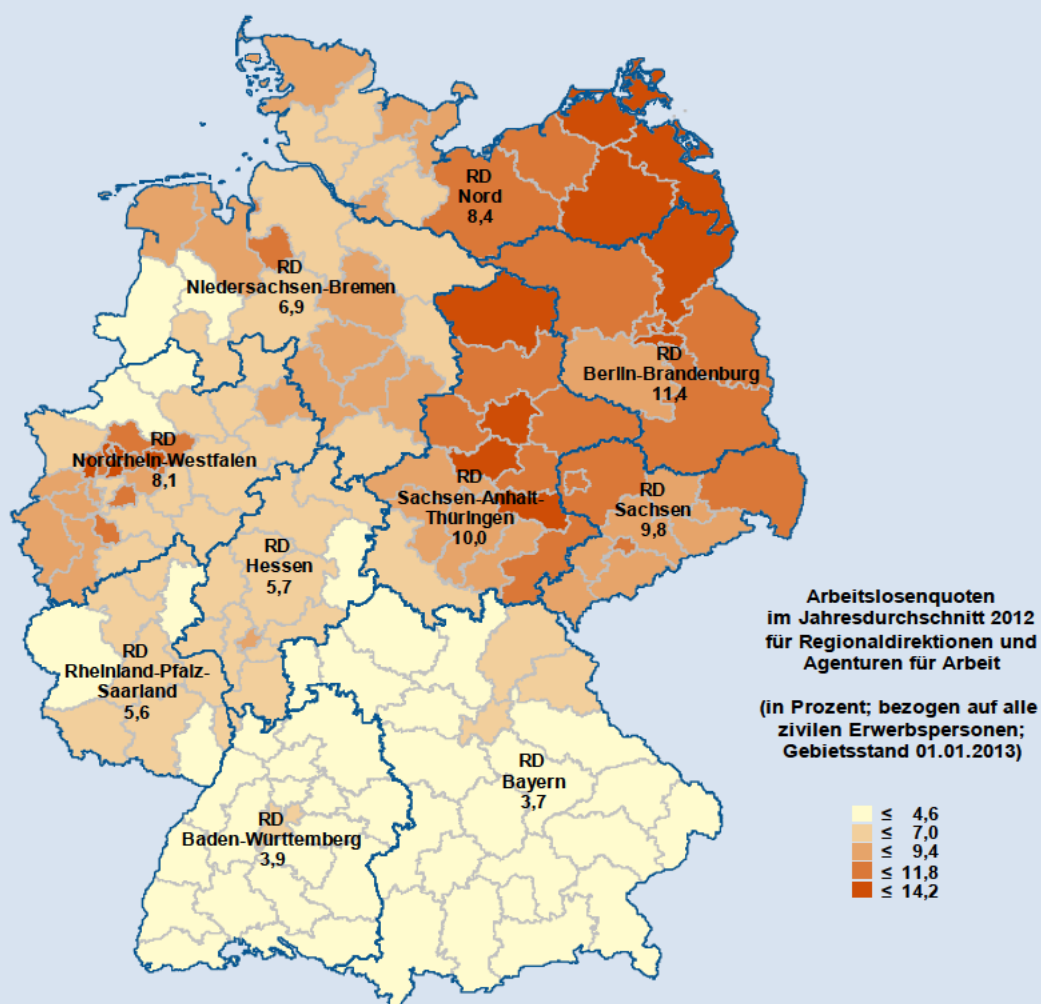 RD
Nord
8,4
RD
Niedersachsen-Bremen
6,9
RD
Berlin-Brandenburg
11,4
RD
Nordrhein-Westfalen
8,1
RD
Sachsen-Anhalt-
Thüringen
10,0
RD
Sachsen
9,8
RD
Hessen
5,7
RD
Rheinland-Pfalz-
Saarland
5,6
RD
Bayern
3,7
RD
Baden-Württemberg
3,9
Arbeitslosenquoten
im Jahresdurchschnitt 2012
für Regionaldirektionen und
Agenturen für Arbeit
(in Prozent; bezogen auf alle
zivilen Erwerbspersonen;
Gebietsstand 01.01.2013)
≤ 4,6
≤ 7,0
≤ 9,4
≤ 11,8
≤ 14,2